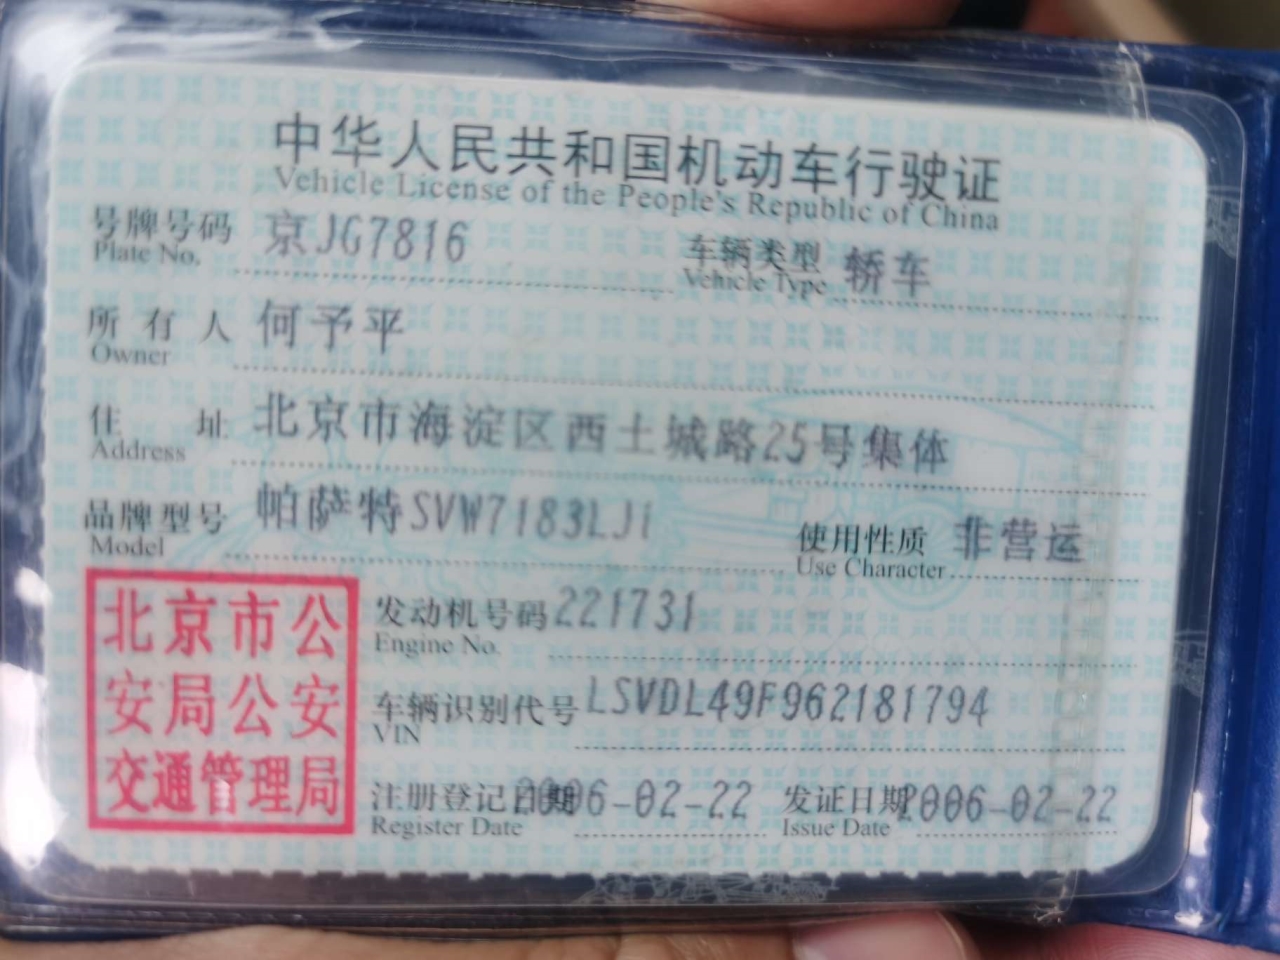 中华人民共和国机动车行驶证
Vehicle License of the People's Republic of China
号牌号码 京JG7816 车辆类型 轿车
Plate No. Vehicle Type
所有人 何予平
Owner
住址 北京市海淀区西土城路25号集体
Address
品牌型号 帕萨特SVW7183LJi 使用性质 非营运
Model Use Character
北京市公
安局公安
交通管理局
发动机号码 221731
Engine No.
车辆识别代号 LSVDL49F962181794
VIN
注册登记日期 2006-02-22 发证日期 2006-02-22
Register Date Issue Date